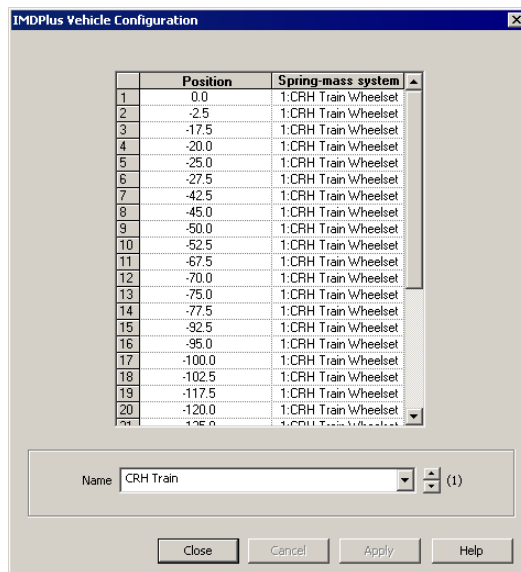 IMDPlus Vehicle Configuration
Position Spring-mass system
1 0.0 1:CRH Train Wheelset
2 -2.5 1:CRH Train Wheelset
3 -17.5 1:CRH Train Wheelset
4 -20.0 1:CRH Train Wheelset
5 -25.0 1:CRH Train Wheelset
6 -27.5 1:CRH Train Wheelset
7 -42.5 1:CRH Train Wheelset
8 -45.0 1:CRH Train Wheelset
9 -50.0 1:CRH Train Wheelset
10 -52.5 1:CRH Train Wheelset
11 -67.5 1:CRH Train Wheelset
12 -70.0 1:CRH Train Wheelset
13 -75.0 1:CRH Train Wheelset
14 -77.5 1:CRH Train Wheelset
15 -92.5 1:CRH Train Wheelset
16 -95.0 1:CRH Train Wheelset
17 -100.0 1:CRH Train Wheelset
18 -102.5 1:CRH Train Wheelset
19 -117.5 1:CRH Train Wheelset
20 -120.0 1:CRH Train Wheelset
Name CRH Train (1)
Close Cancel Apply Help